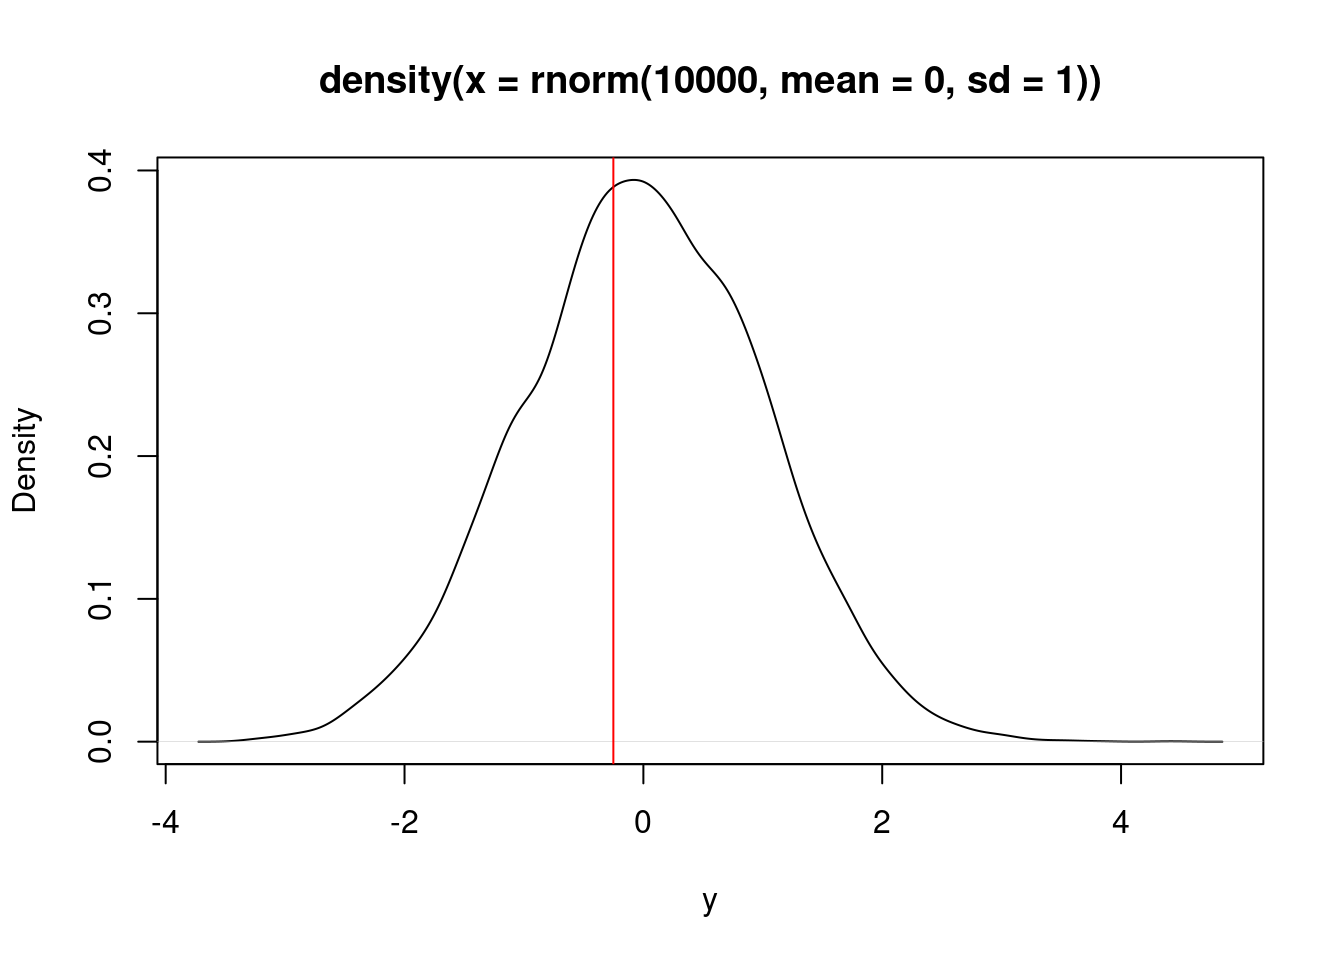 density(x = rnorm(10000, mean = 0, sd = 1))
0.4
0.3
0.2
0.1
0.0
Density
-4 -2 0 2 4
y